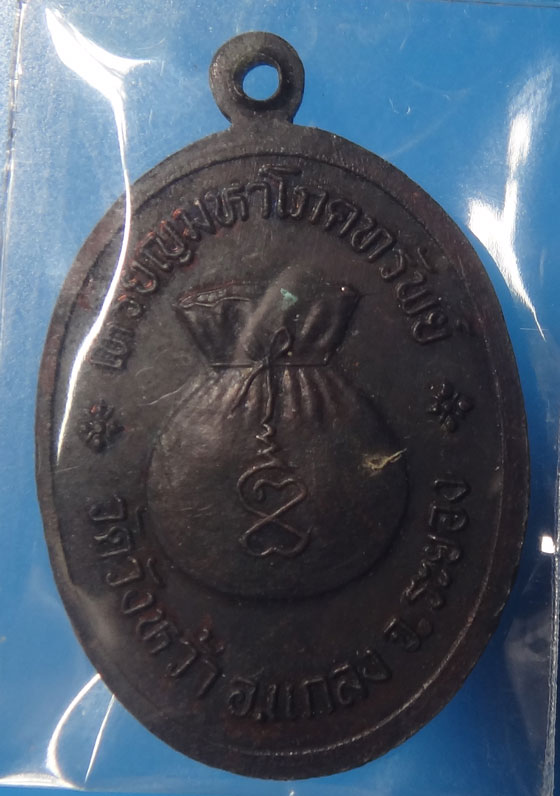 เหรียญมหาโภคทรัพย์
วัดวังหว้า อ.แกลง จ.ระยอง